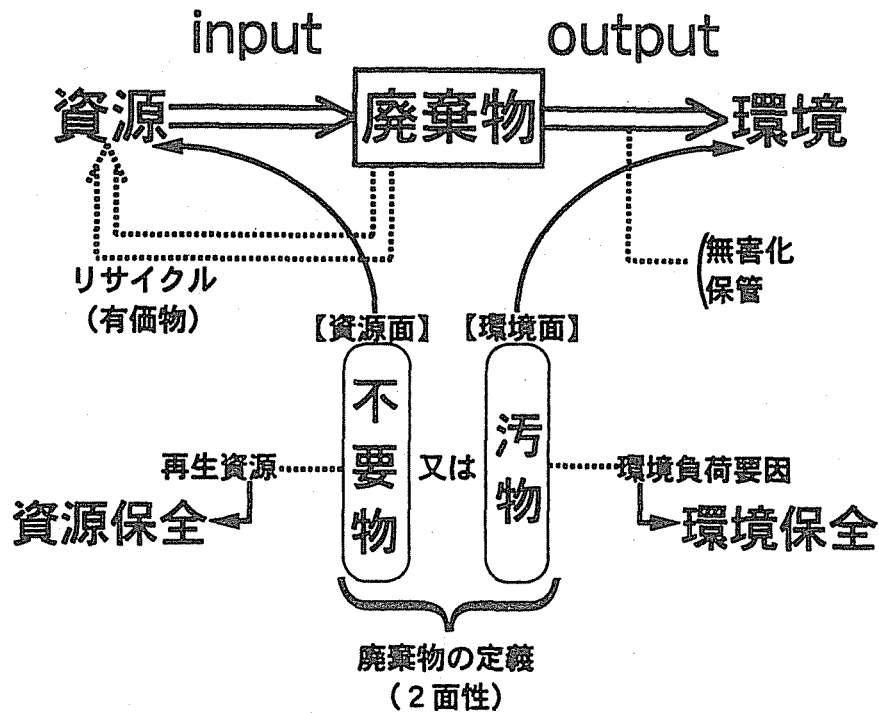 input
output
資源
廃棄物
環境
リサイクル
(有価物)
無害化
保管
【資源面】
【環境面】
不要物
又は
汚物
再生資源
環境負荷要因
資源保全
環境保全
廃棄物の定義
(2面性)